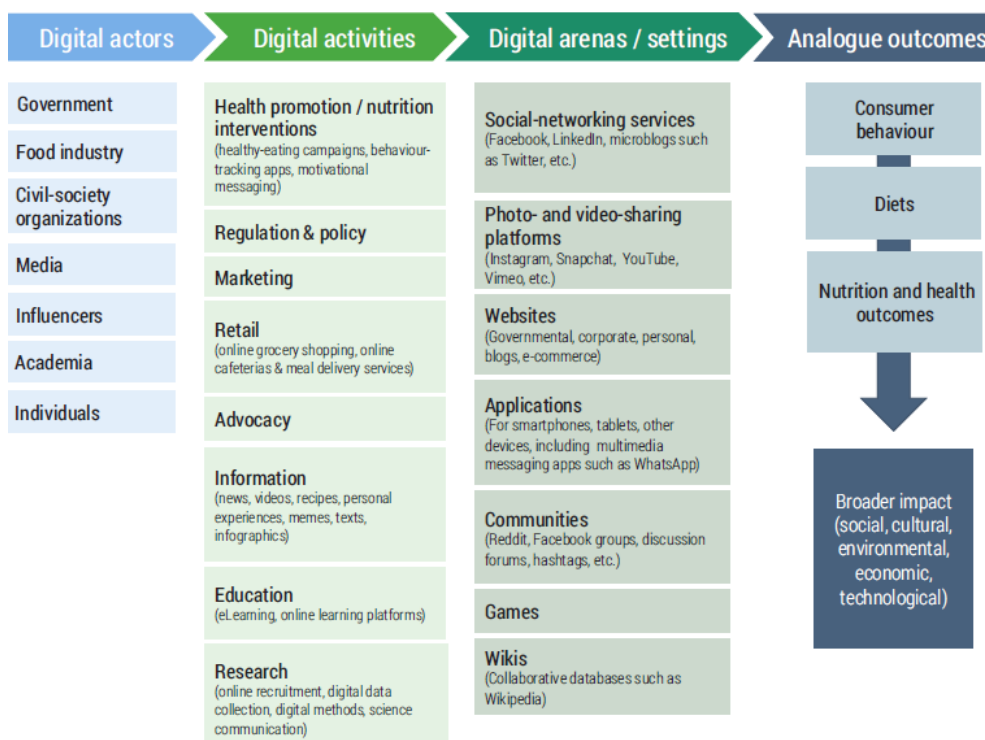 Digital actors
Digital activities
Digital arenas / settings
Analogue outcomes
Government
Food industry
Civil-society
organizations
Media
Influencers
Academia
Individuals
Health promotion / nutrition
interventions
(healthy-eating campaigns, behaviour-
tracking apps, motivational
messaging)
Regulation & policy
Marketing
Retail
(online grocery shopping, online
cafeterias & meal delivery services)
Advocacy
Information
(news, videos, recipes, personal
experiences, memes, texts,
infographics)
Education
(eLearning, online learning platforms)
Research
(online recruitment, digital data
collection, digital methods, science
communication)
Social-networking services
(Facebook, LinkedIn, microblogs such
as Twitter, etc.)
Photo- and video-sharing
platforms
(Instagram, Snapchat, YouTube,
Vimeo, etc.)
Websites
(Governmental, corporate, personal,
blogs, e-commerce)
Applications
(For smartphones, tablets, other
devices, including multimedia
messaging apps such as WhatsApp)
Communities
(Reddit, Facebook groups, discussion
forums, hashtags, etc.)
Games
Wikis
(Collaborative databases such as
Wikipedia)
Consumer
behaviour
Diets
Nutrition and health
outcomes
Broader impact
(social, cultural,
environmental,
economic,
technological)